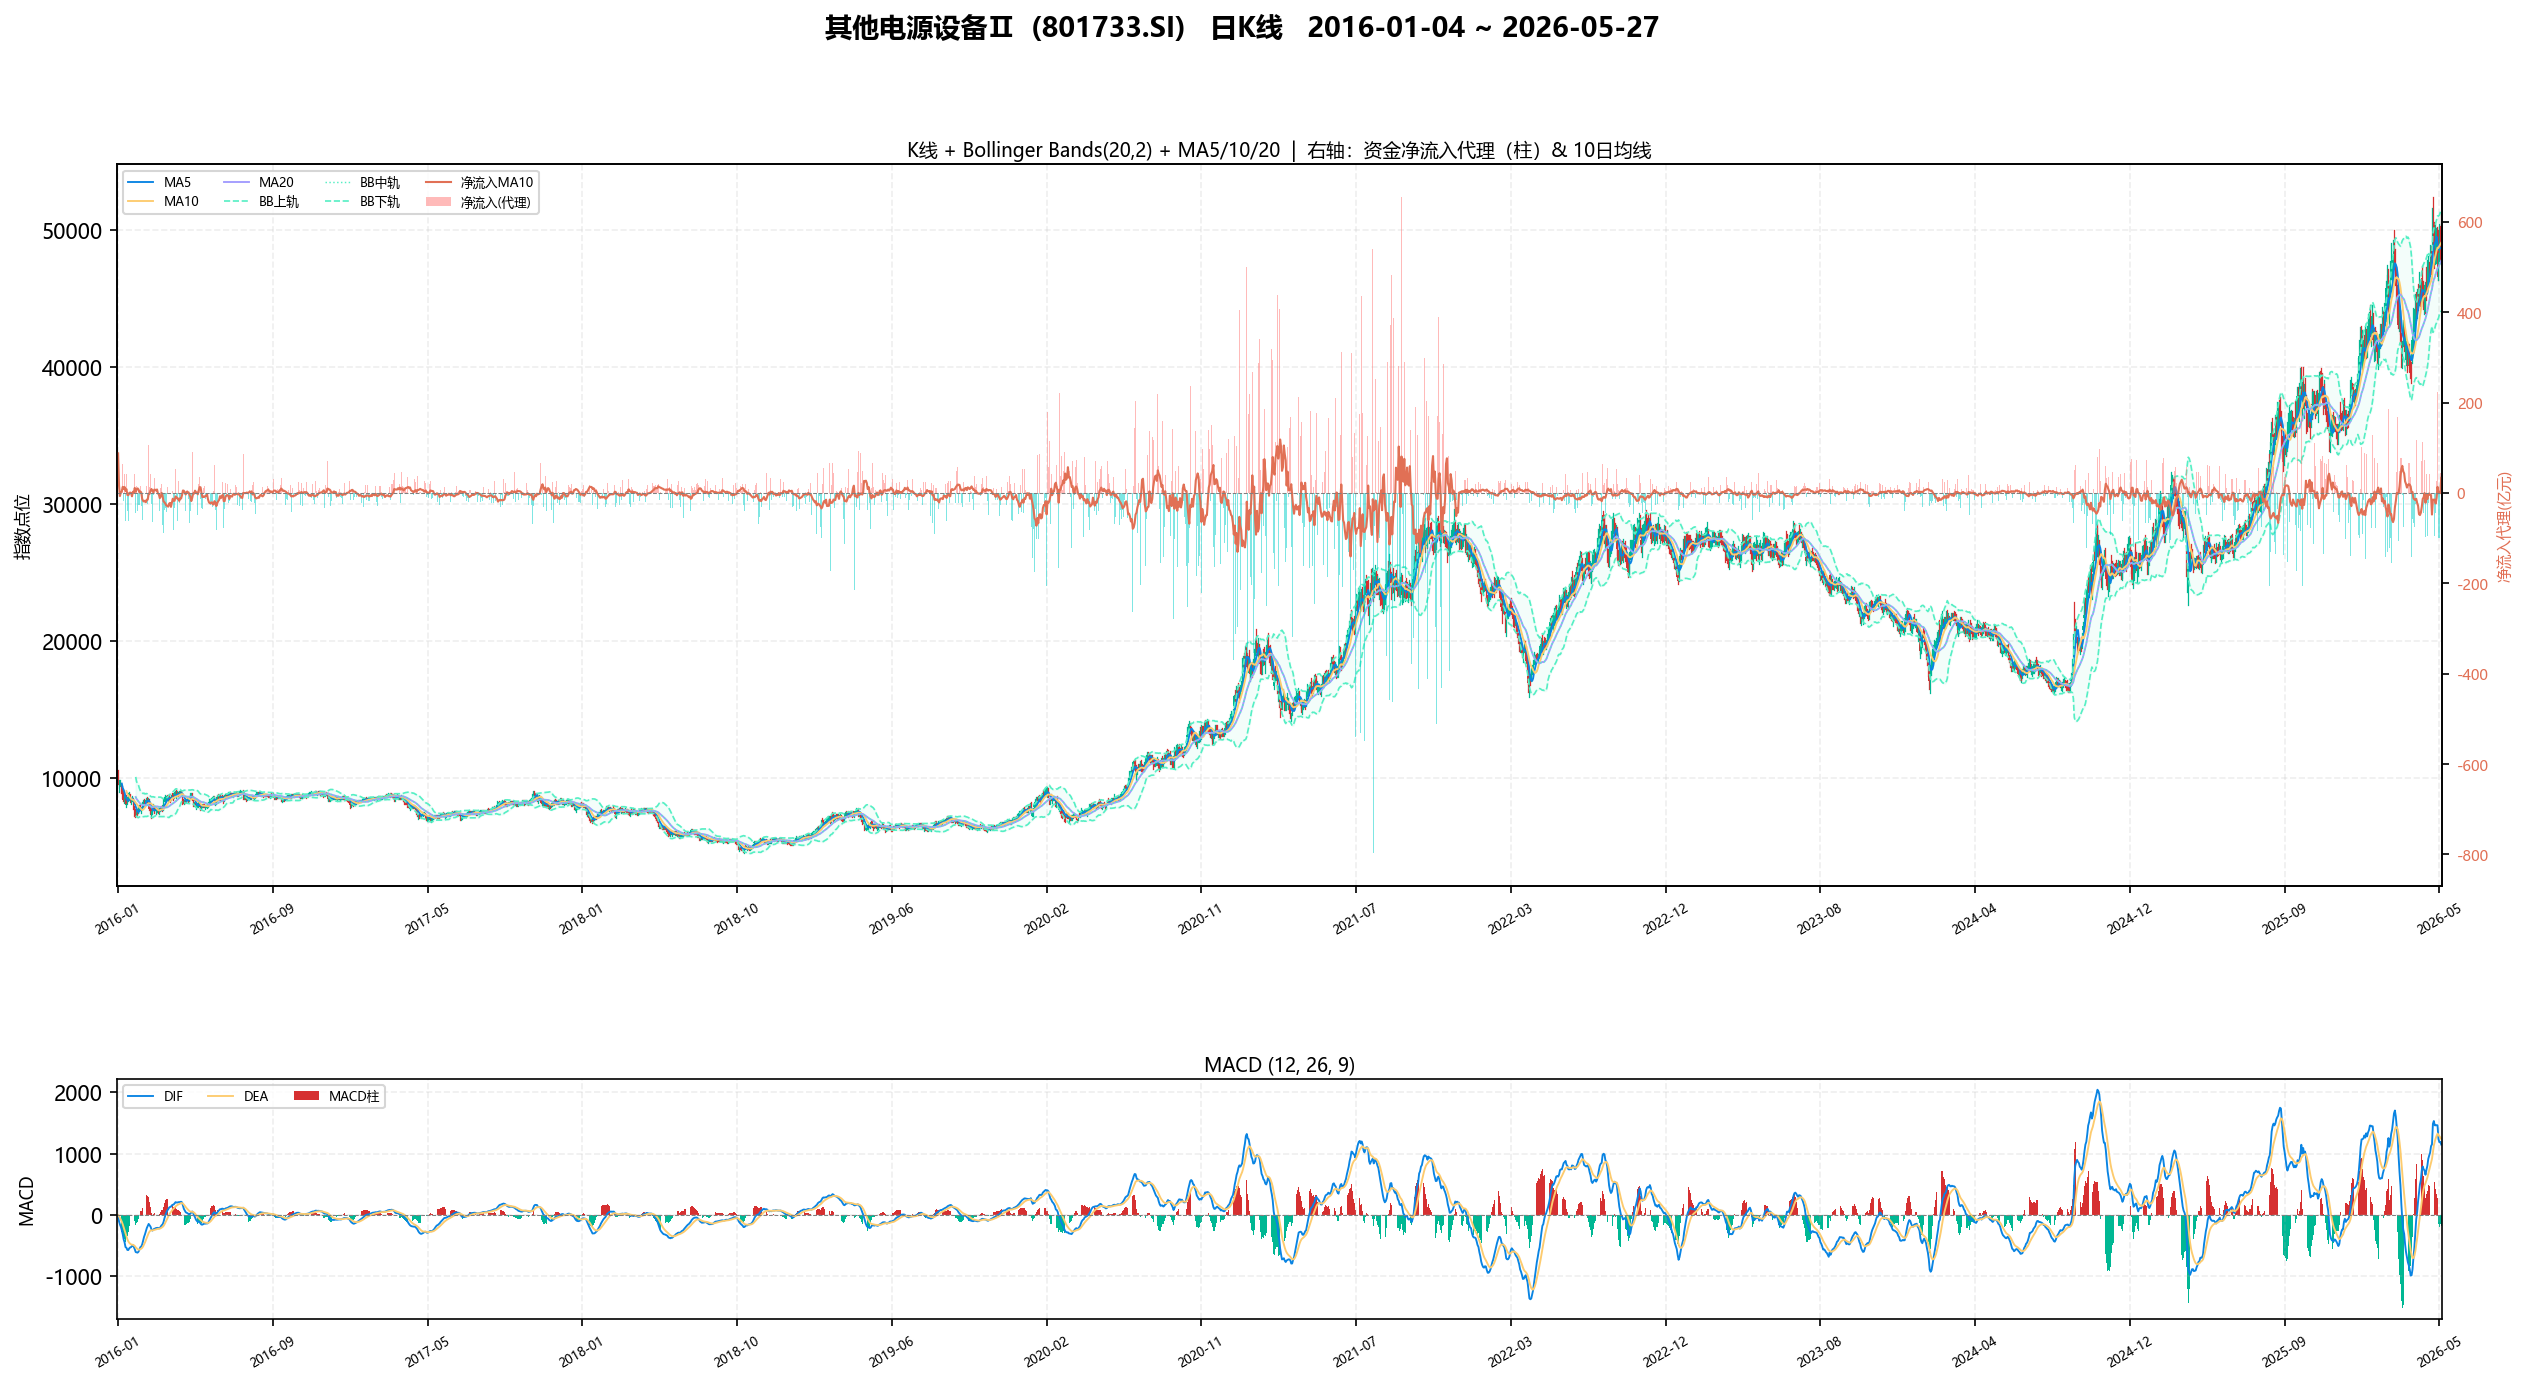 其他电源设备Ⅱ (801733.SI) 日K线 2016-01-04 ~ 2026-05-27
K线 + Bollinger Bands(20,2) + MA5/10/20 | 右轴：资金净流入代理（柱）& 10日均线
MA5 MA20 BB中轨 净流入MA10
MA10 BB上轨 BB下轨 净流入(代理)
50000
40000
30000
20000
10000
指数点位
600
400
200
0
-200
-400
-600
-800
净流入代理(亿元)
2016-01 2016-09 2017-05 2018-01 2018-10 2019-06 2020-02 2020-11 2021-07 2022-03 2022-12 2023-08 2024-04 2024-12 2025-09 2026-05
MACD (12, 26, 9)
DIF DEA MACD柱
2000
1000
0
-1000
MACD
2016-01 2016-09 2017-05 2018-01 2018-10 2019-06 2020-02 2020-11 2021-07 2022-03 2022-12 2023-08 2024-04 2024-12 2025-09 2026-05